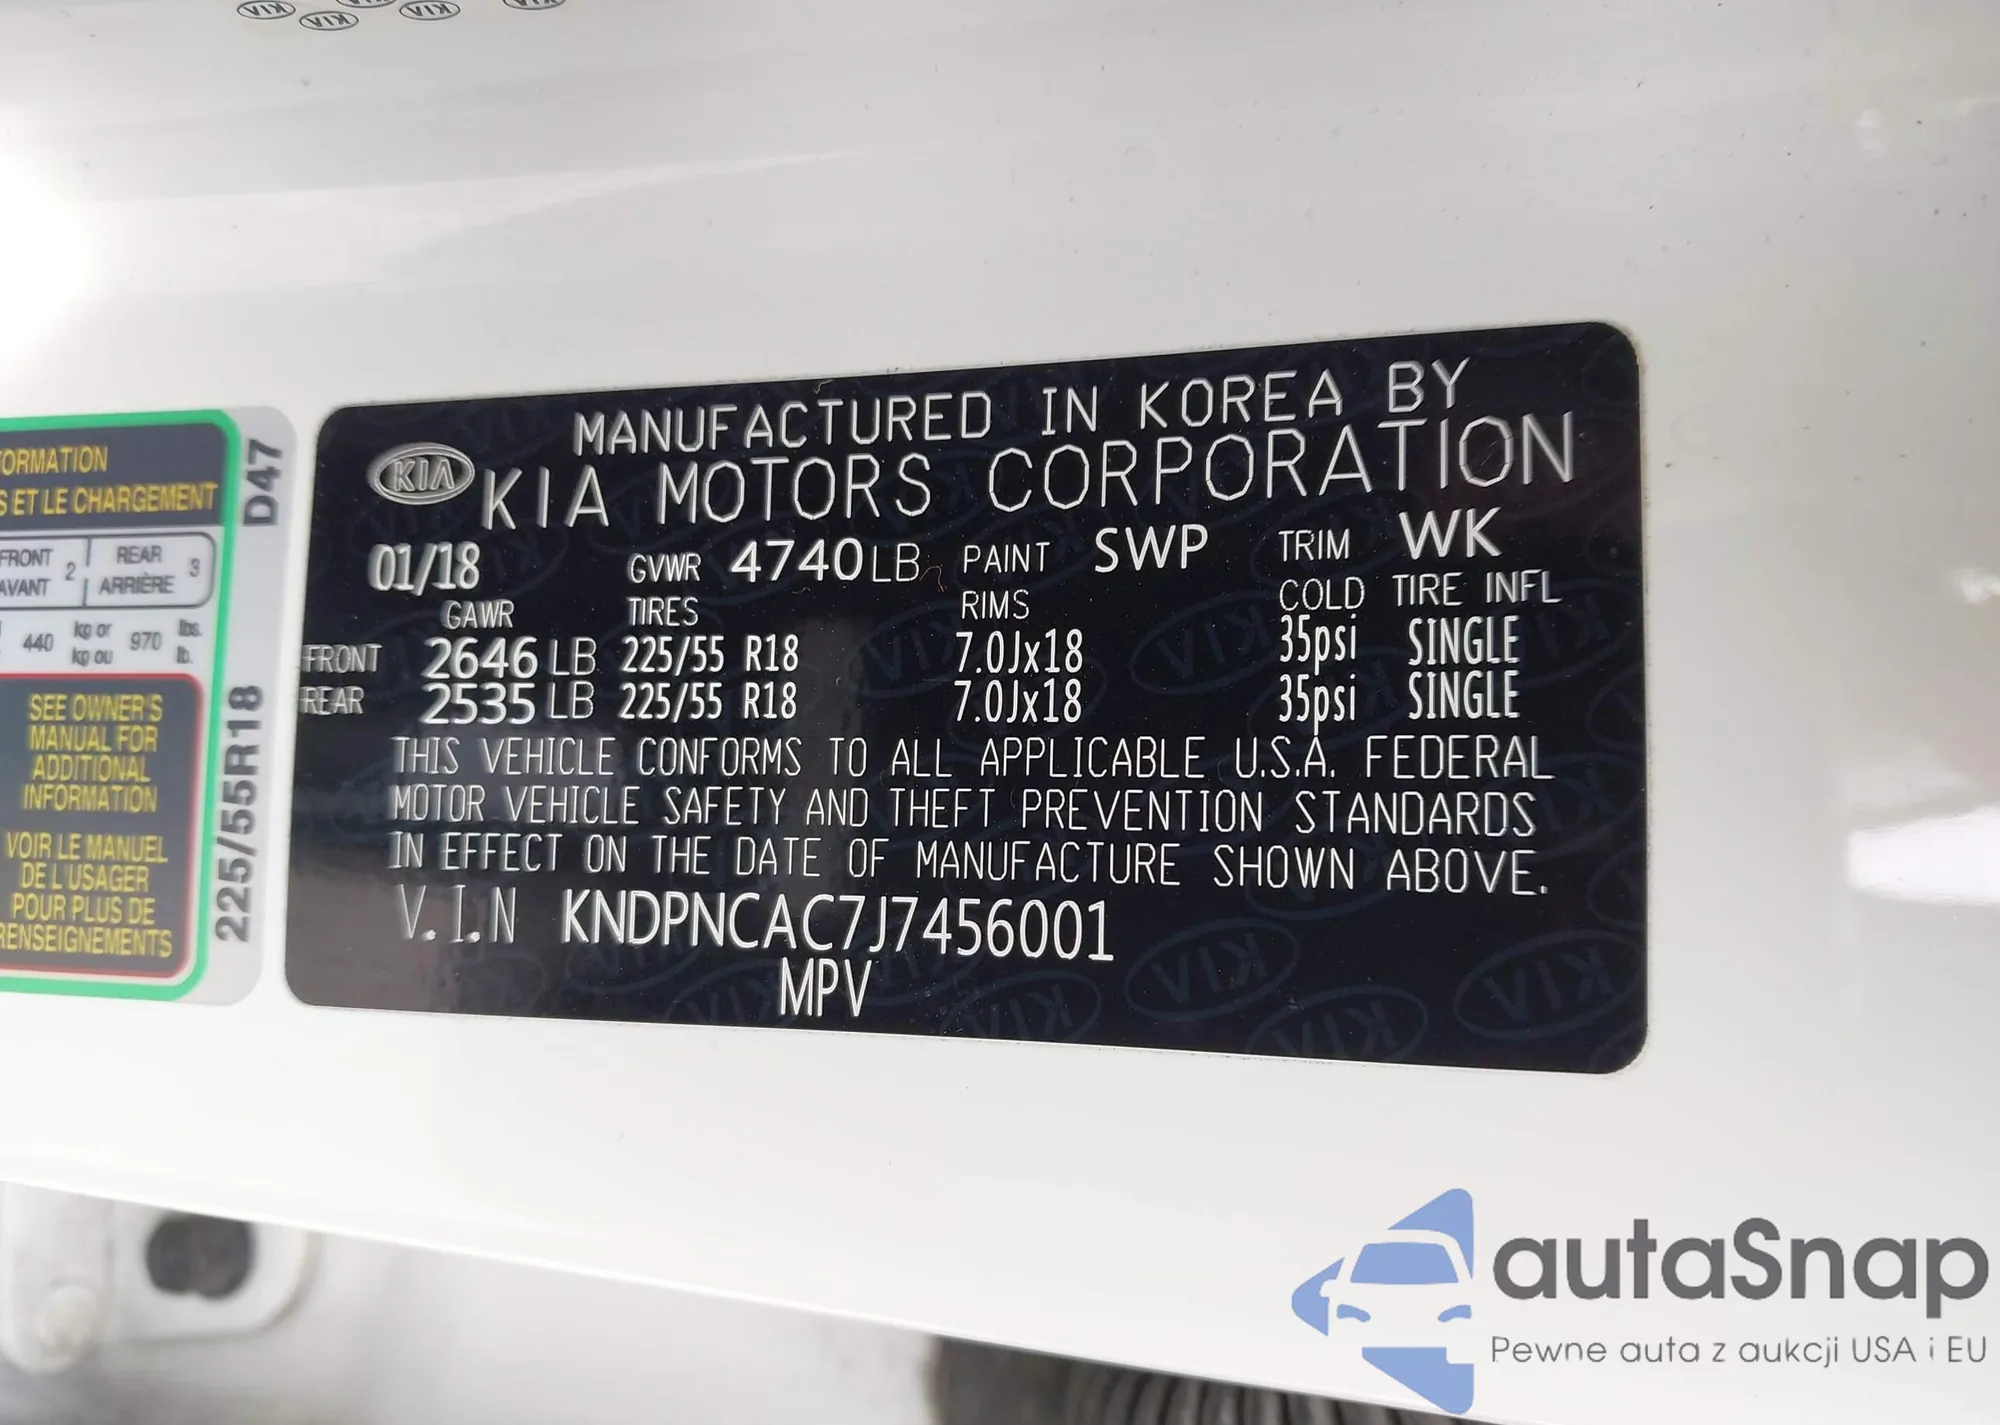 KIA KIA KIA KIA
FORMATION
S ET LE CHARGEMENT
D47
FRONT 2 REAR 3
AVANT ARRIÈRE
440 kg or 970 lbs.
kg ou lb.
SEE OWNER'S
MANUAL FOR
ADDITIONAL
INFORMATION
VOIR LE MANUEL
DE L'USAGER
POUR PLUS DE
RENSEIGNEMENTS
225/55R18
MANUFACTURED IN KOREA BY
KIA KIA MOTORS CORPORATION
01/18 GVWR 4740LB PAINT SWP TRIM WK
GAWR TIRES RIMS COLD TIRE INFL
FRONT 2646 LB 225/55 R18 7.0Jx18 35psi SINGLE
REAR 2535 LB 225/55 R18 7.0Jx18 35psi SINGLE
THIS VEHICLE CONFORMS TO ALL APPLICABLE U.S.A. FEDERAL
MOTOR VEHICLE SAFETY AND THEFT PREVENTION STANDARDS
IN EFFECT ON THE DATE OF MANUFACTURE SHOWN ABOVE.
V.I.N KNDPNCAC7J7456001
MPV
autaSnap
Pewne auta z aukcji USA i EU